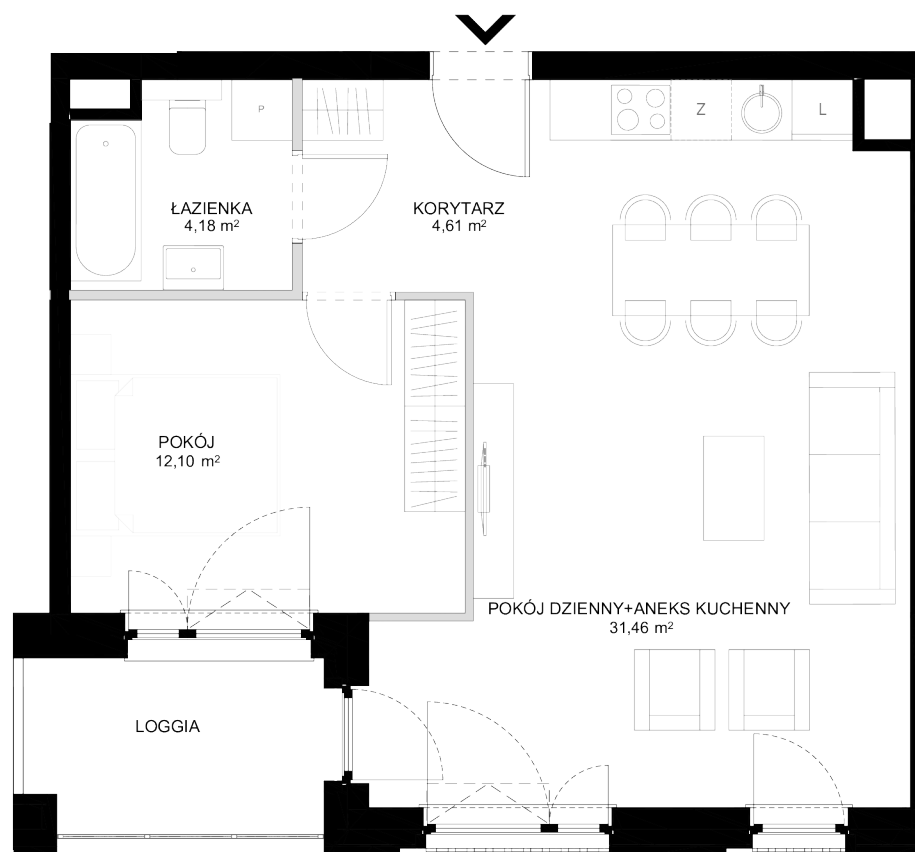 P
Z
L
ŁAZIENKA
4,18 m²
KORYTARZ
4,61 m²
POKÓJ
12,10 m²
POKÓJ DZIENNY+ANEKS KUCHENNY
31,46 m²
LOGGIA